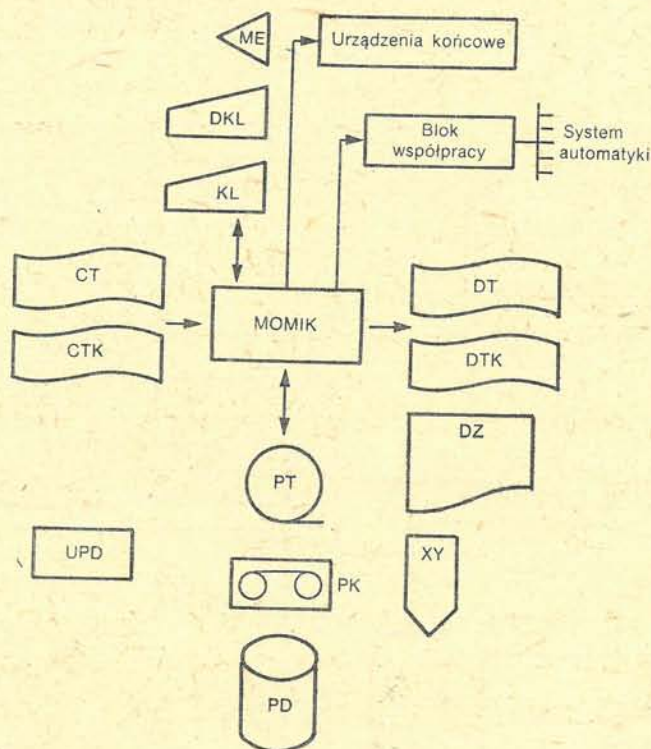 ME
Urządzenia końcowe
DKL
Blok
współpracy
System
automatyki
KL
CT
CTK
MOMIK
DT
DTK
DZ
PT
UPD
PK
XY
PD